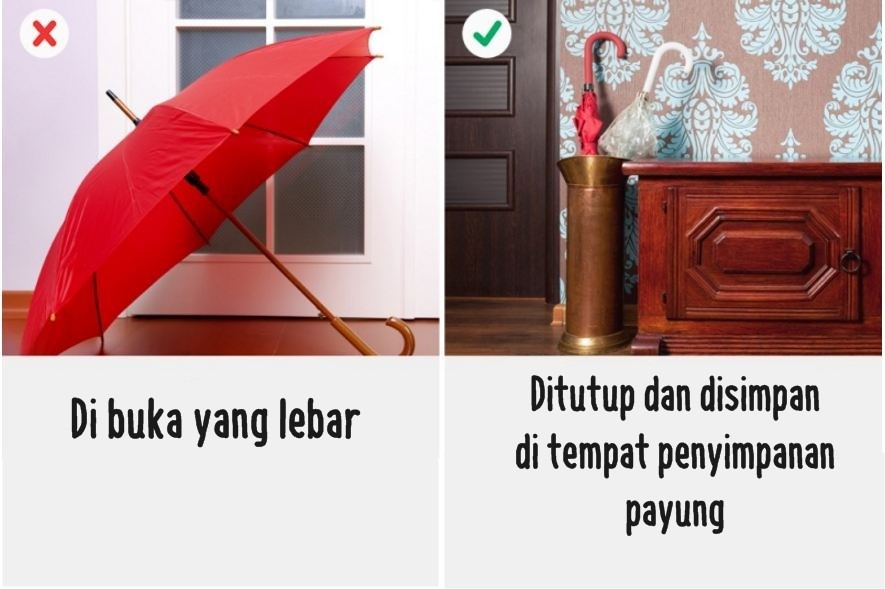 Di buka yang lebar
Ditutup dan disimpan
di tempat penyimpanan
payung